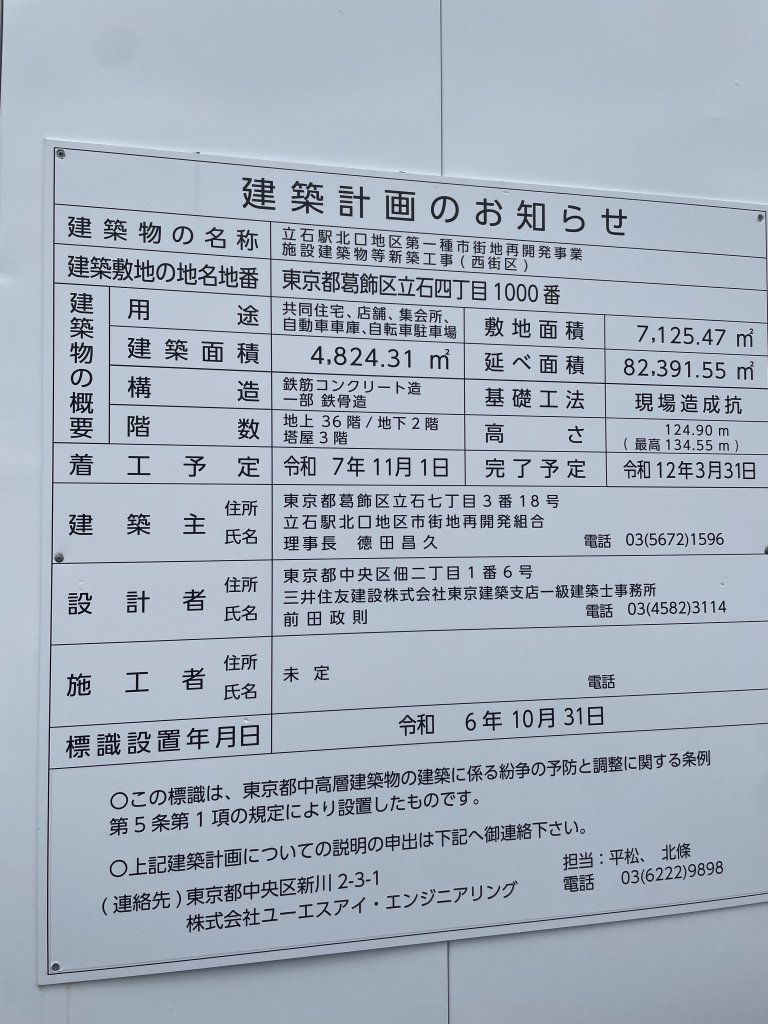 建築計画のお知らせ
建築物の名称
立石駅北口地区第一種市街地再開発事業
施設建築物等新築工事(西街区)
建築敷地の地名地番 東京都葛飾区立石四丁目1000番
建築物の概要
用途
共同住宅、店舗、集会所、
自動車車庫、自転車駐車場
敷地面積 7,125.47 ㎡
建築面積 4,824.31 ㎡ 延べ面積 82,391.55 ㎡
構造
鉄筋コンクリート造
一部 鉄骨造
基礎工法 現場造成抗
階数
地上 36階/地下2階
塔屋3階
高さ
124.90 m
(最高134.55 m)
着工予定 令和 7年11月1日 完了予定 令和12年3月31日
建築主 住所 氏名
東京都葛飾区立石七丁目3番18号
立石駅北口地区市街地再開発組合
理事長 德田昌久 電話 03(5672)1596
設計者 住所 氏名
東京都中央区佃二丁目1番6号
三井住友建設株式会社東京建築支店一級建築士事務所
前田政則 電話 03(4582)3114
施工者 住所 氏名
未定 電話
標識設置年月日 令和 6年10月31日
○この標識は、東京都中高層建築物の建築に係る紛争の予防と調整に関する条例
第5条第1項の規定により設置したものです。
○上記建築計画についての説明の申出は下記へ御連絡下さい。
(連絡先)東京都中央区新川2-3-1 担当:平松、北條
株式会社ユーエスアイ・エンジニアリング 電話 03(6222)9898